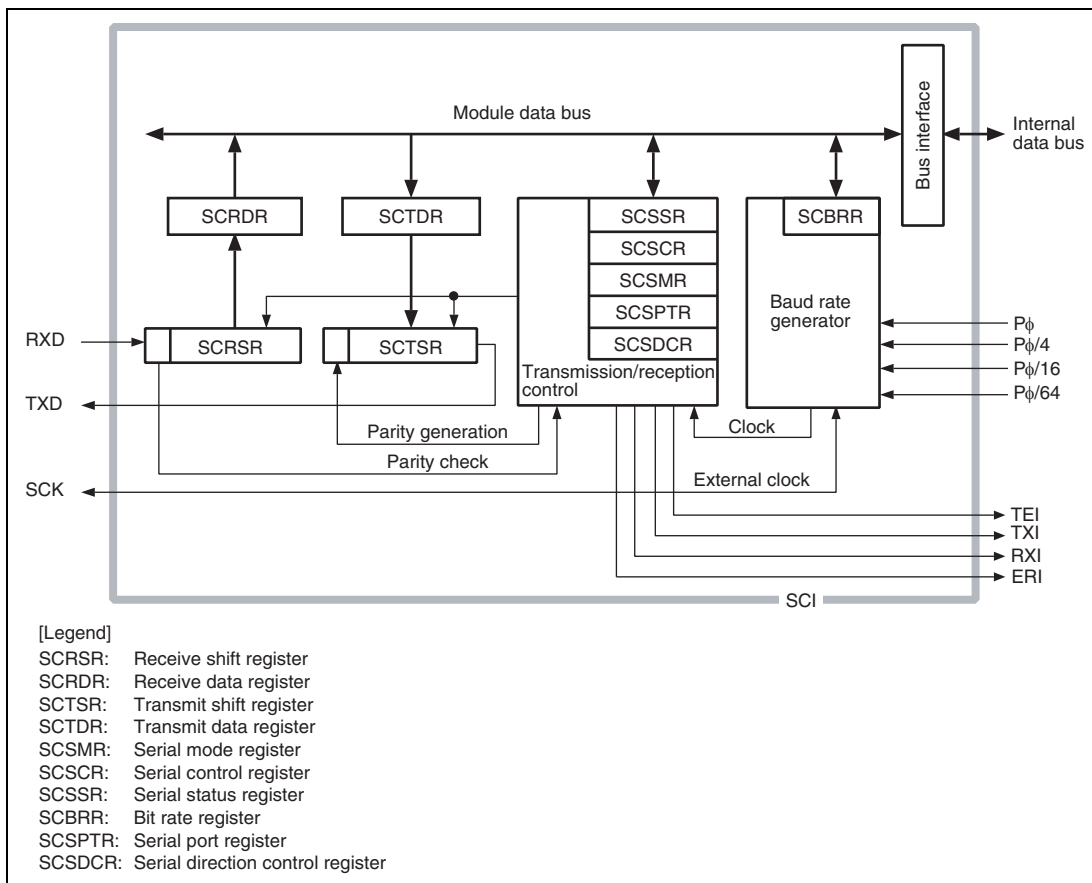 Module data bus
Bus interface
Internal
data bus
SCRDR
SCTDR
SCSSR
SCBRR
SCSCR
SCSMR
SCSPTR
SCSDCR
Baud rate
generator
RXD
SCRSR
SCTSR
Transmission/reception
control
Pϕ
Pϕ/4
Pϕ/16
Pϕ/64
TXD
Parity generation
Clock
Parity check
SCK
External clock
TEI
TXI
RXI
ERI
SCI
[Legend]
SCRSR: Receive shift register
SCRDR: Receive data register
SCTSR: Transmit shift register
SCTDR: Transmit data register
SCSMR: Serial mode register
SCSCR: Serial control register
SCSSR: Serial status register
SCBRR: Bit rate register
SCSPTR: Serial port register
SCSDCR: Serial direction control register